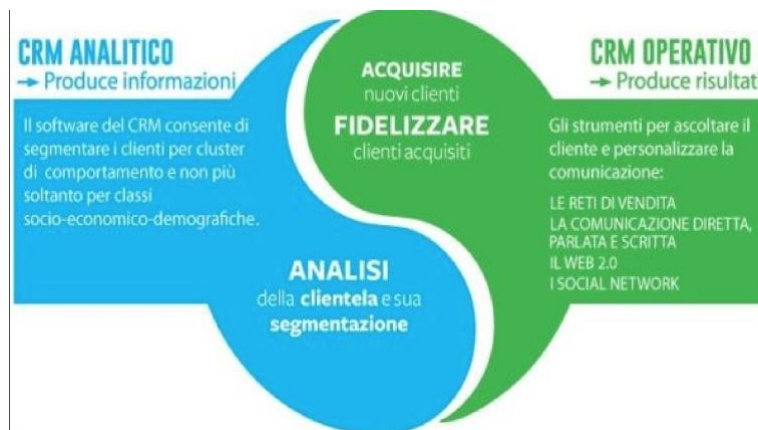 CRM ANALITICO
→ Produce informazioni
Il software del CRM consente di
segmentare i clienti per cluster
di comportamento e non più
soltanto per classi
socio-economico-demografiche.
ACQUISIRE
nuovi clienti
FIDELIZZARE
clienti acquisiti
ANALISI
della clientela e sua
segmentazione
CRM OPERATIVO
→ Produce risultat
Gli strumenti per ascoltare il
cliente e personalizzare la
comunicazione:
LE RETI DI VENDITA
LA COMUNICAZIONE DIRETTA,
PARLATA E SCRITTA
IL WEB 2.0
I SOCIAL NETWORK